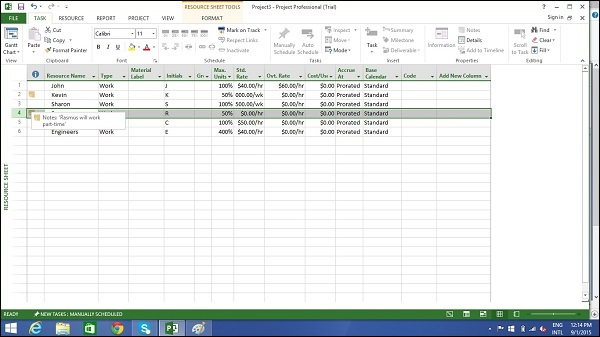 RESOURCE SHEET TOOLS
Project3 - Project Professional (Trial)
FILE TASK RESOURCE REPORT PROJECT VIEW FORMAT
Sign in
Gantt Chart
Paste
Cut
Copy
Format Painter
Calibri 11
B I U
Mark on Track
Respect Links
Inactivate
Manually Schedule
Auto Schedule
Inspect
Move
Mode
Task
Summary
Milestone
Deliverable
Information
Notes
Details
Add to Timeline
Scroll to Task
Find
Clear
Fill
View Clipboard Font Schedule Tasks Insert Properties Editing
Resource Name Type Material Label Initials Gr Max. Units Std. Rate Ovt. Rate Cost/Use Accrue At Base Calendar Code Add New Column
1 John Work J 100% $40.00/hr $60.00/hr $0.00 Prorated Standard
2 Kevin Work K 50% 000.00/wk $0.00/hr $0.00 Prorated Standard
3 Sharon Work S 100% 500.00/wk $0.00/hr $0.00 Prorated Standard
4 R 50% $0.00/hr $0.00/hr $0.00 Prorated Standard
Notes: 'Rasmus will work
part-time'
5 C 100% $50.00/hr $0.00/hr $0.00 Prorated Standard
6 Engineers Work E 400% $40.00/hr $0.00/hr $0.00 Prorated Standard
RESOURCE SHEET
READY NEW TASKS : MANUALLY SCHEDULED
ENG
INTL
12:14 PM
9/1/2015